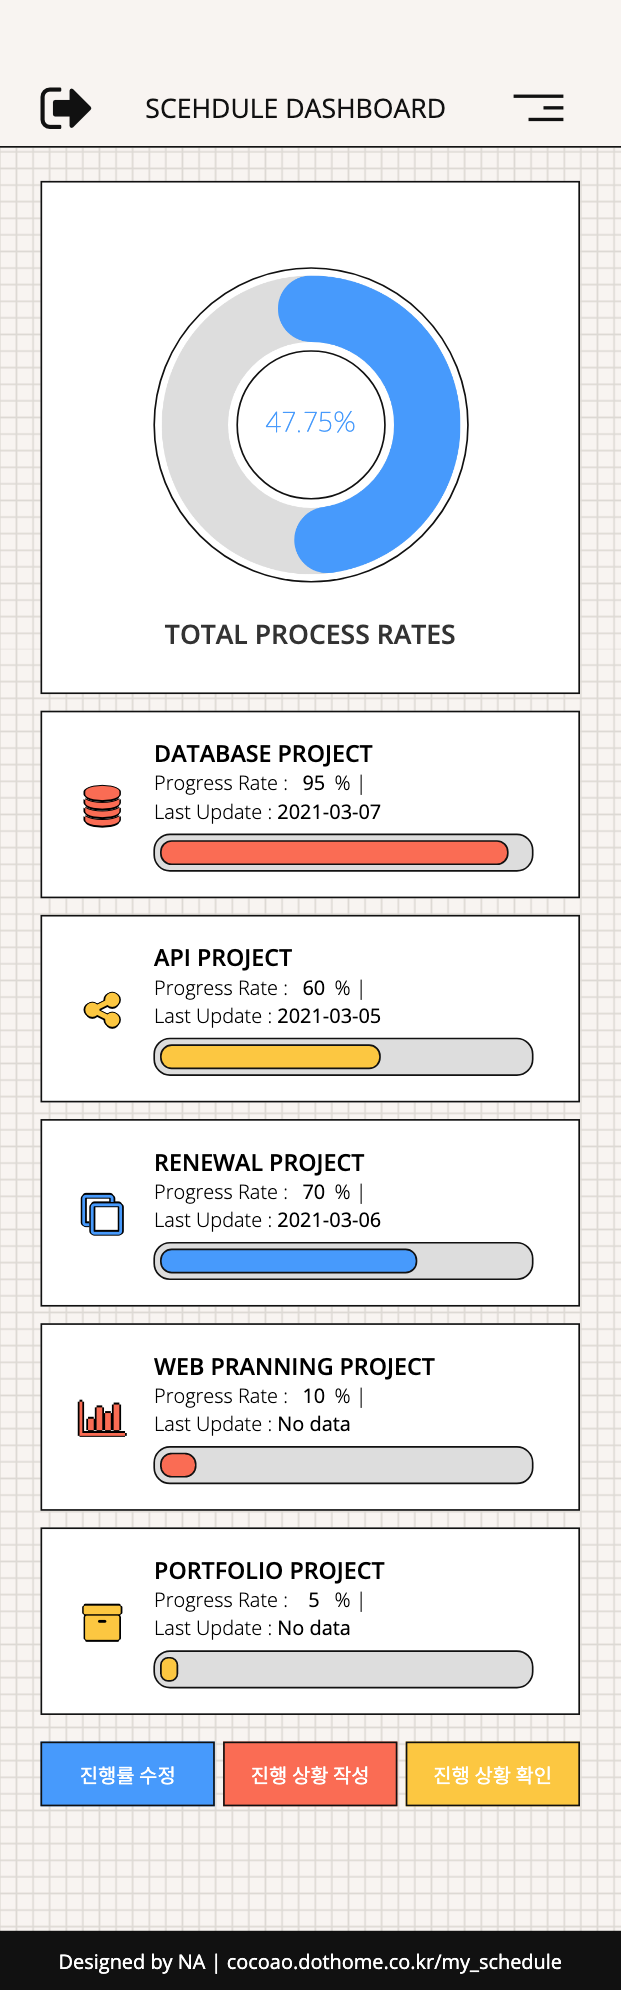 SCEHDULE DASHBOARD
47.75%
TOTAL PROCESS RATES
DATABASE PROJECT
Progress Rate : 95 % |
Last Update : 2021-03-07
API PROJECT
Progress Rate : 60 % |
Last Update : 2021-03-05
RENEWAL PROJECT
Progress Rate : 70 % |
Last Update : 2021-03-06
WEB PRANNING PROJECT
Progress Rate : 10 % |
Last Update : No data
PORTFOLIO PROJECT
Progress Rate : 5 % |
Last Update : No data
진행률 수정 진행 상황 작성 진행 상황 확인
Designed by NA | cocoao.dothome.co.kr/my_schedule